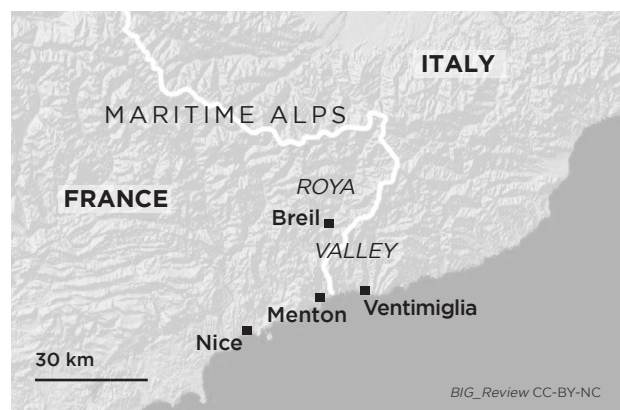 ITALY
MARITIME ALPS
ROYA
FRANCE
Breil
VALLEY
Menton
Ventimiglia
Nice
30 km
BIG_Review CC-BY-NC